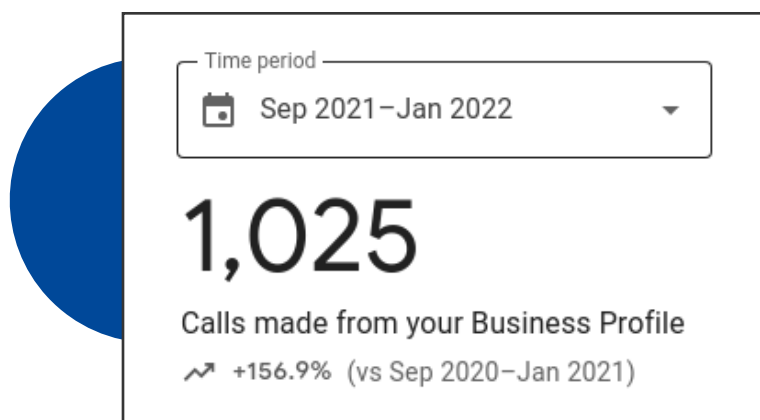 Time period
Sep 2021–Jan 2022
1,025
Calls made from your Business Profile
+156.9% (vs Sep 2020–Jan 2021)